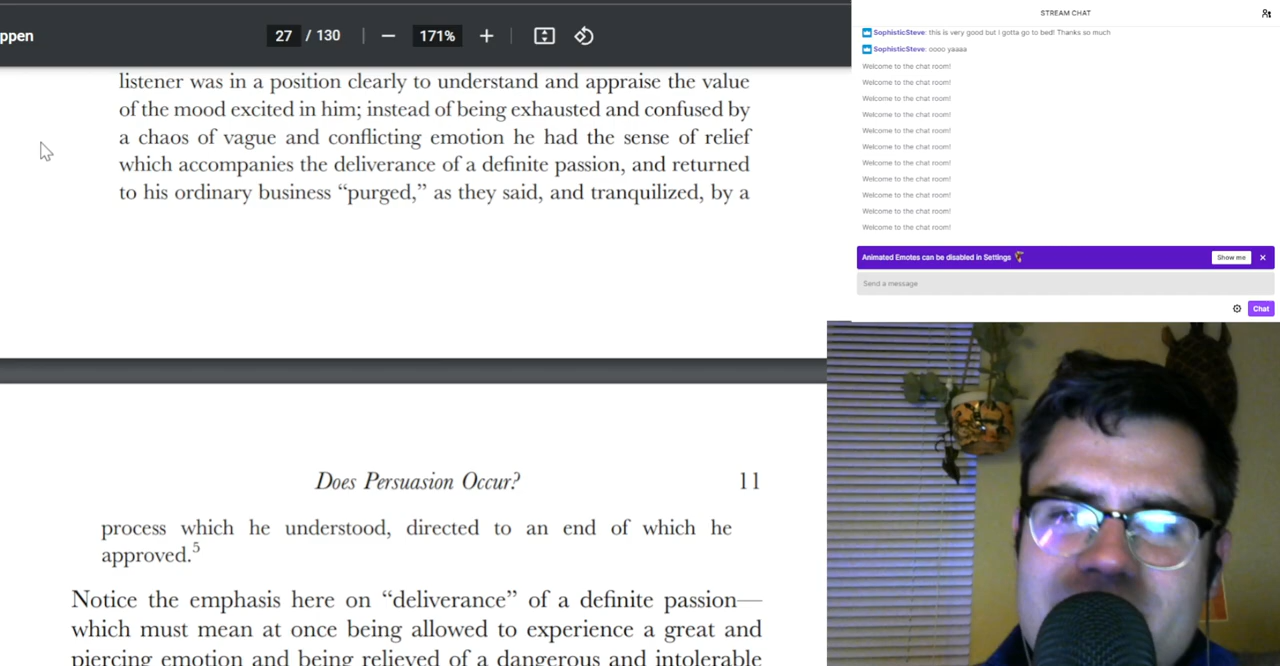 ppen
27 / 130
171%
listener was in a position clearly to understand and appraise the value
of the mood excited in him; instead of being exhausted and confused by
a chaos of vague and conflicting emotion he had the sense of relief
which accompanies the deliverance of a definite passion, and returned
to his ordinary business “purged,” as they said, and tranquilized, by a
Does Persuasion Occur? 11
process which he understood, directed to an end of which he
approved.5
Notice the emphasis here on “deliverance” of a definite passion—
which must mean at once being allowed to experience a great and
piercing emotion and being relieved of a dangerous and intolerable
STREAM CHAT
SophisticSteve: this is very good but I gotta go to bed! Thanks so much
SophisticSteve: oooo yaaaa
Welcome to the chat room!
Welcome to the chat room!
Welcome to the chat room!
Welcome to the chat room!
Welcome to the chat room!
Welcome to the chat room!
Welcome to the chat room!
Welcome to the chat room!
Welcome to the chat room!
Welcome to the chat room!
Welcome to the chat room!
Animated Emotes can be disabled in Settings Show me
Send a message
Chat